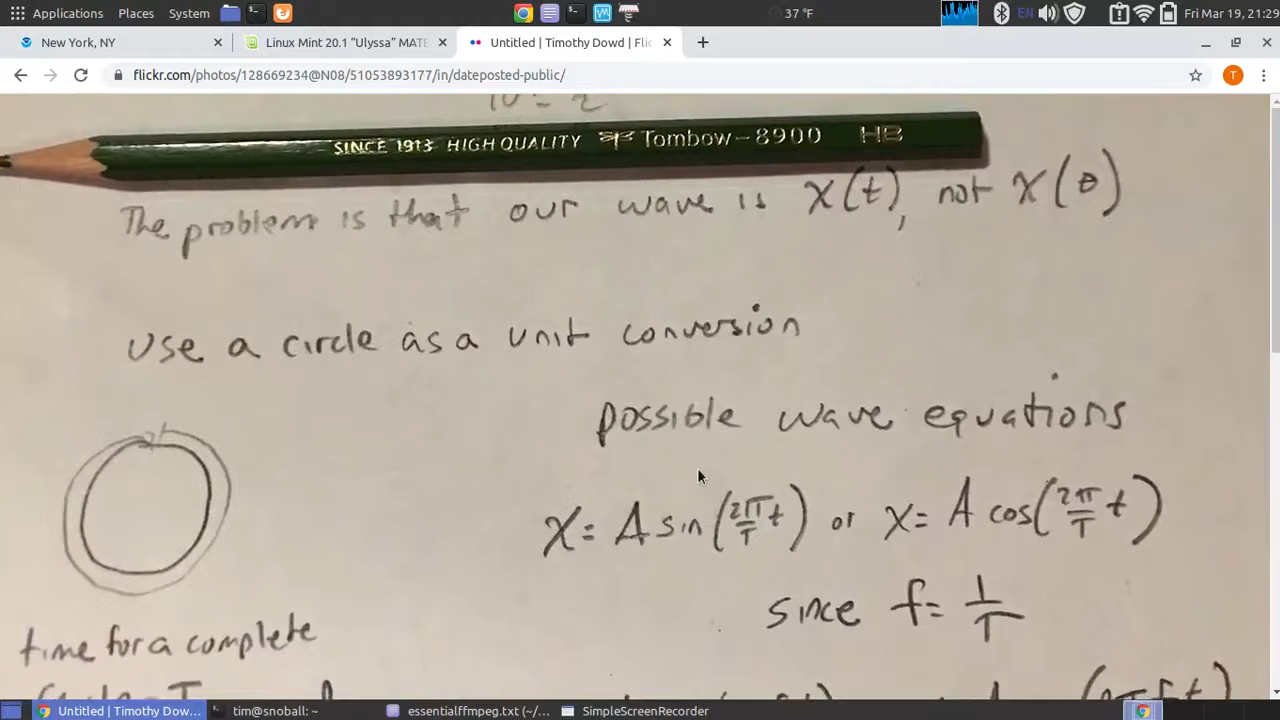 Applications Places System 37 °F EN Fri Mar 19, 21:29
New York, NY Linux Mint 20.1 "Ulyssa" MATE Untitled | Timothy Dowd | Flic
flickr.com/photos/128669234@N08/51053893177/in/dateposted-public/ T
SINCE 1913 HIGH QUALITY Tombow-8900 HB
The problem is that our wave is x(t), not x(θ)
use a circle as a unit conversion
possible wave equations
x= A sin(2π/T t) or x= A cos(2π/T t)
since f= 1/T
time for a complete
Untitled | Timothy Dow... tim@snoball: ~ essentialffmpeg.txt (~/... SimpleScreenRecorder